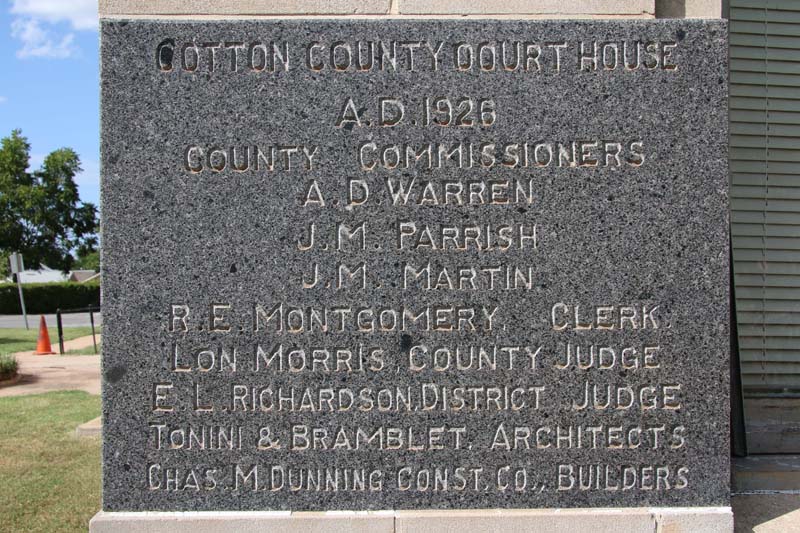 COTTON COUNTY COURT HOUSE
A.D. 1926
COUNTY COMMISSIONERS
A. D. WARREN
J. M. PARRISH
J. M. MARTIN
R. E. MONTGOMERY, CLERK.
LON MORRIS, COUNTY JUDGE
E. L. RICHARDSON, DISTRICT JUDGE
TONINI & BRAMBLET, ARCHITECTS
CHAS. M. DUNNING CONST. CO., BUILDERS